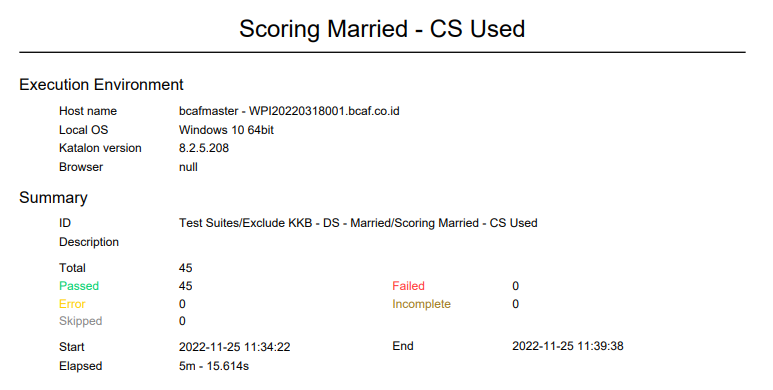 Scoring Married - CS Used
Execution Environment
Host name bcafmaster - WPI20220318001.bcaf.co.id
Local OS Windows 10 64bit
Katalon version 8.2.5.208
Browser null
Summary
ID Test Suites/Exclude KKB - DS - Married/Scoring Married - CS Used
Description
Total 45
Passed 45 Failed 0
Error 0 Incomplete 0
Skipped 0
Start 2022-11-25 11:34:22 End 2022-11-25 11:39:38
Elapsed 5m - 15.614s